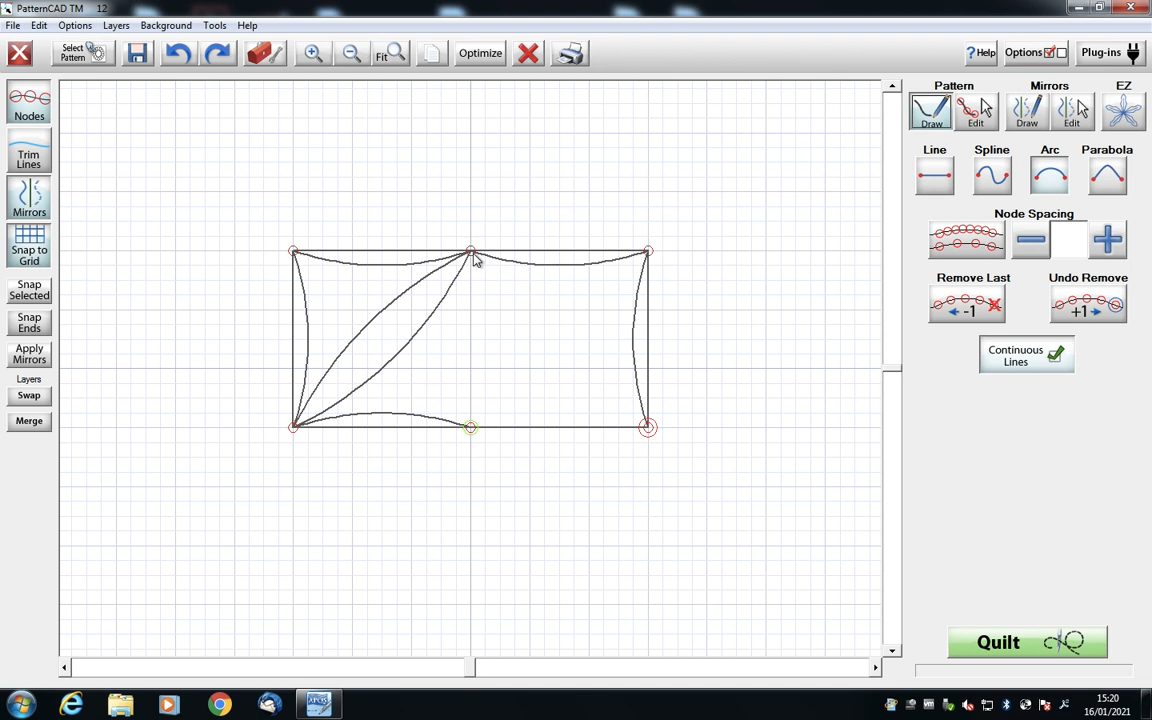 PatternCAD TM 12
File Edit Options Layers Background Tools Help
Select Pattern
Fit
Optimize
?Help
Options
Plug-ins
Nodes
Trim Lines
Mirrors
Snap to Grid
Snap Selected
Snap Ends
Apply Mirrors
Layers
Swap
Merge
Pattern Mirrors EZ
Draw Edit Draw Edit
Line Spline Arc Parabola
Node Spacing
Remove Last Undo Remove
-1 +1
Continuous Lines
Quilt
APQS
15:20
16/01/2021